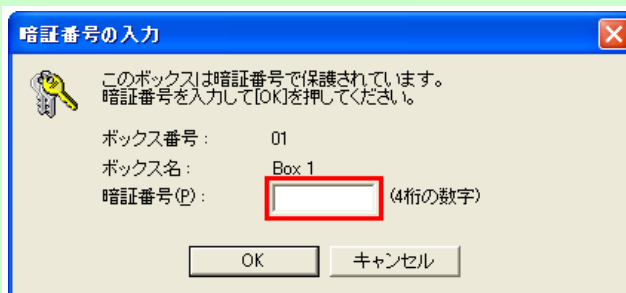 暗証番号の入力
このボックスは暗証番号で保護されています。
暗証番号を入力して[OK]を押してください。
ボックス番号： 01
ボックス名： Box 1
暗証番号(P)： (4桁の数字)
OK キャンセル